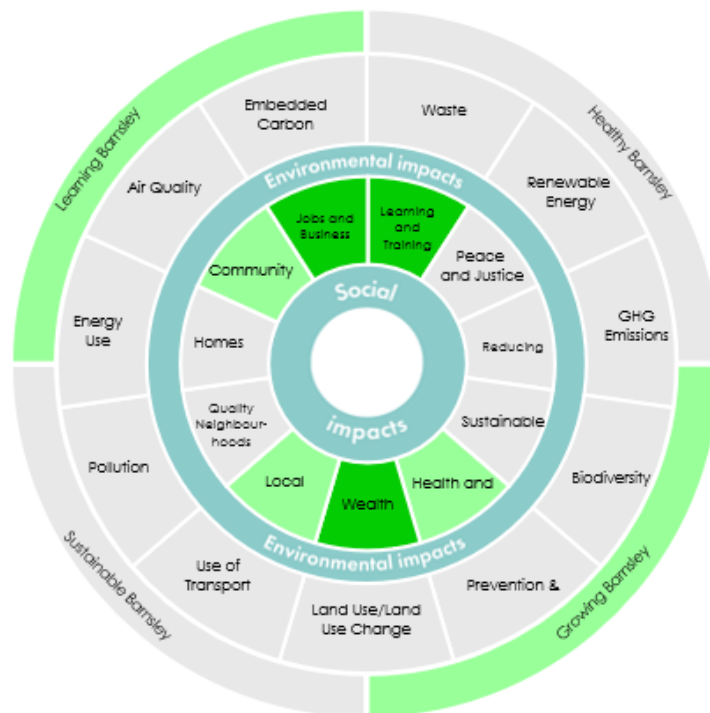 Learning Barnsley
Healthy Barnsley
Growing Barnsley
Sustainable Barnsley
Embedded
Carbon
Waste
Renewable
Energy
GHG
Emissions
Biodiversity
Prevention &
Land Use/Land
Use Change
Use of
Transport
Pollution
Energy
Use
Air Quality
Environmental impacts
Jobs and
Business
Learning
and
Training
Peace
and Justice
Reducing
Sustainable
Health and
Wealth
Local
Quality
Neighbour-
hoods
Homes
Community
Social
impacts
Environmental impacts